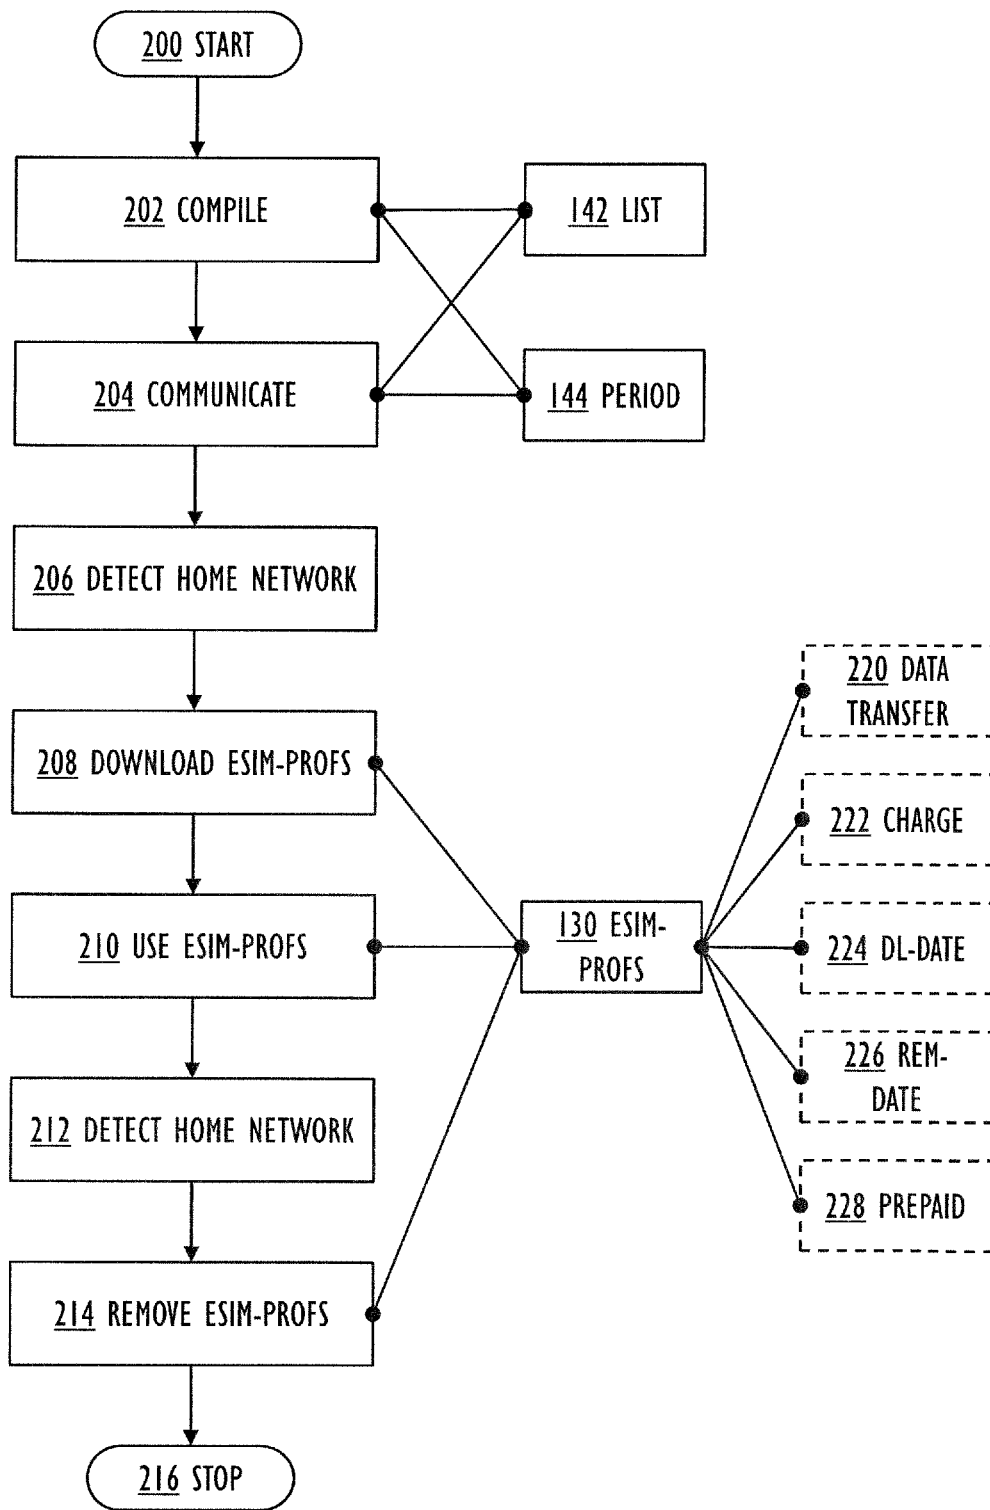 200 START
202 COMPILE
142 LIST
204 COMMUNICATE
144 PERIOD
206 DETECT HOME NETWORK
208 DOWNLOAD ESIM-PROFS
210 USE ESIM-PROFS
212 DETECT HOME NETWORK
214 REMOVE ESIM-PROFS
216 STOP
130 ESIM-
PROFS
220 DATA
TRANSFER
222 CHARGE
224 DL-DATE
226 REM-
DATE
228 PREPAID